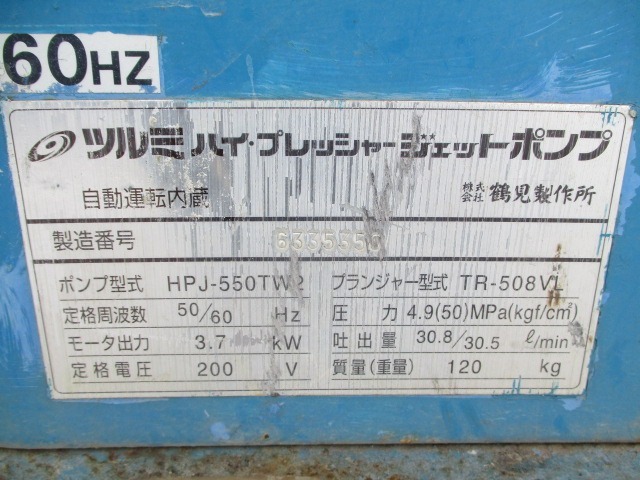 60HZ
ツルミハイ・プレッシャージェットポンプ
自動運転内蔵 株式会社 鶴見製作所
製造番号 6335550
ポンプ型式 HPJ-550TW2 プランジャー型式 TR-508VL
定格周波数 50/60 Hz 圧力 4.9(50)MPa(kgf/cm²)
モータ出力 3.7 kW 吐出量 30.8/30.5 ℓ/min
定格電圧 200 V 質量(重量) 120 kg